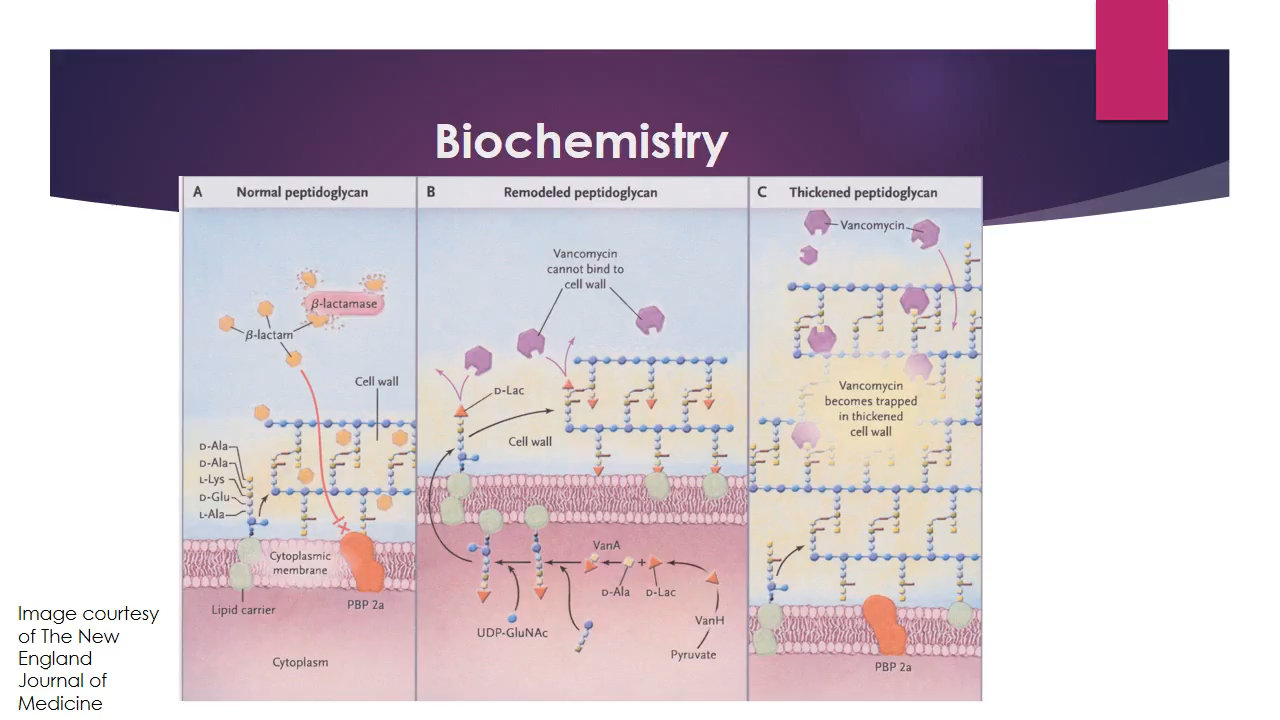 Biochemistry
A Normal peptidoglycan
β-lactamase
β-lactam
Cell wall
D-Ala
D-Ala
L-Lys
D-Glu
L-Ala
Cytoplasmic
membrane
Lipid carrier
PBP 2a
Cytoplasm
B Remodeled peptidoglycan
Vancomycin
cannot bind to
cell wall
D-Lac
Cell wall
VanA
+
D-Ala
D-Lac
UDP-GluNAc
VanH
Pyruvate
C Thickened peptidoglycan
Vancomycin
Vancomycin
becomes trapped
in thickened
cell wall
PBP 2a
Image courtesy
of The New
England
Journal of
Medicine